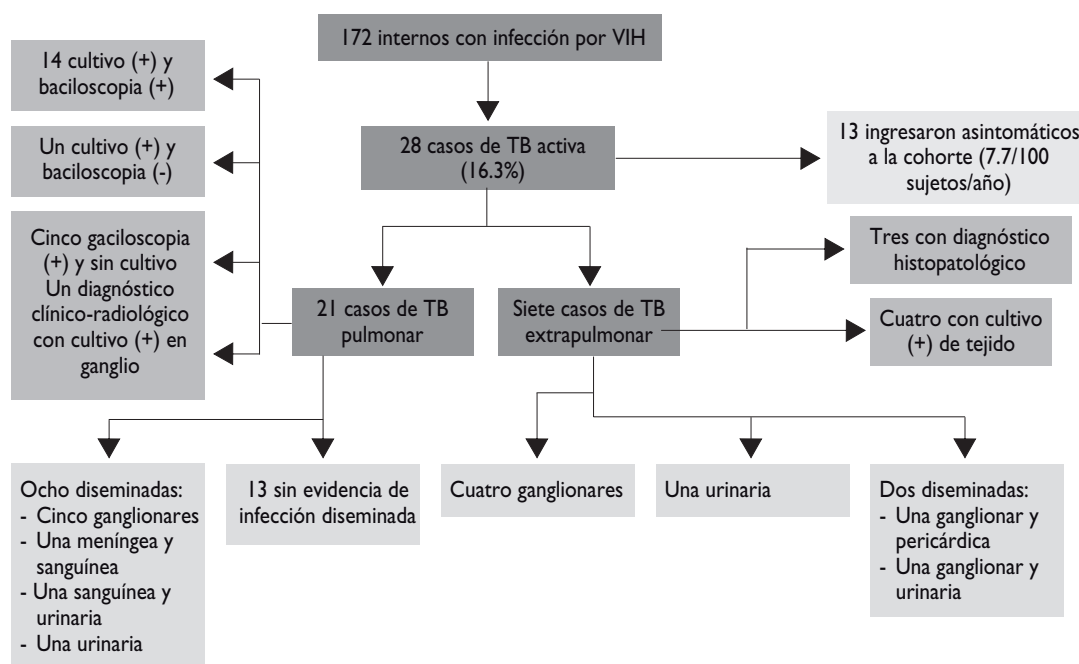 172 internos con infección por VIH
14 cultivo (+) y
baciloscopia (+)
28 casos de TB activa
(16.3%)
13 ingresaron asintomáticos
a la cohorte (7.7/100
sujetos/año)
Un cultivo (+) y
baciloscopia (-)
Cinco gaciloscopia
(+) y sin cultivo
Un diagnóstico
clínico-radiológico
con cultivo (+) en
ganglio
21 casos de TB
pulmonar
Siete casos de TB
extrapulmonar
Tres con diagnóstico
histopatológico
Cuatro con cultivo
(+) de tejido
Ocho diseminadas:
- Cinco ganglionares
- Una meníngea y
sanguínea
- Una sanguínea y
urinaria
- Una urinaria
13 sin evidencia de
infección diseminada
Cuatro ganglionares
Una urinaria
Dos diseminadas:
- Una ganglionar y
pericárdica
- Una ganglionar y
urinaria